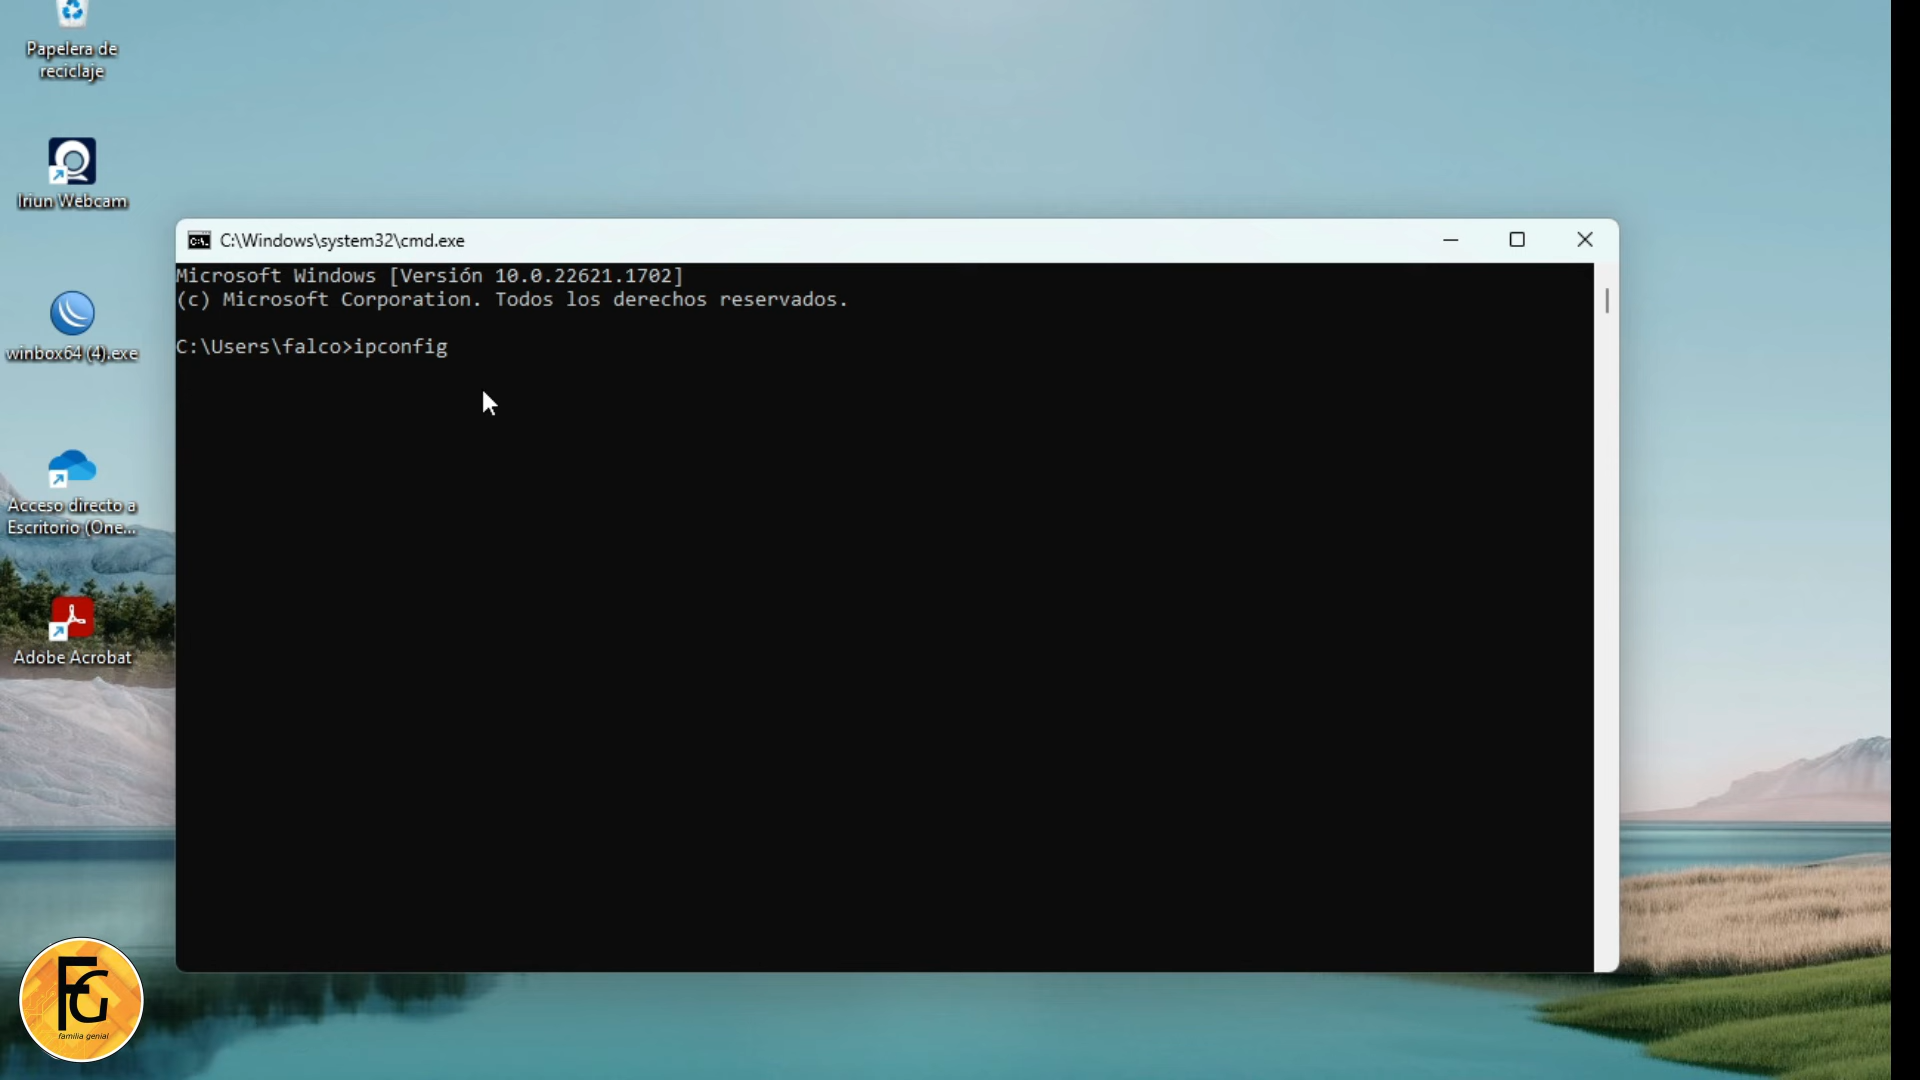 Papelera de
reciclaje
Iriun Webcam
winbox64 (4).exe
Acceso directo a
Escritorio (One...
Adobe Acrobat
C:\Windows\system32\cmd.exe
Microsoft Windows [Versión 10.0.22621.1702]
(c) Microsoft Corporation. Todos los derechos reservados.
C:\Users\falco>ipconfig
FG
familia genial